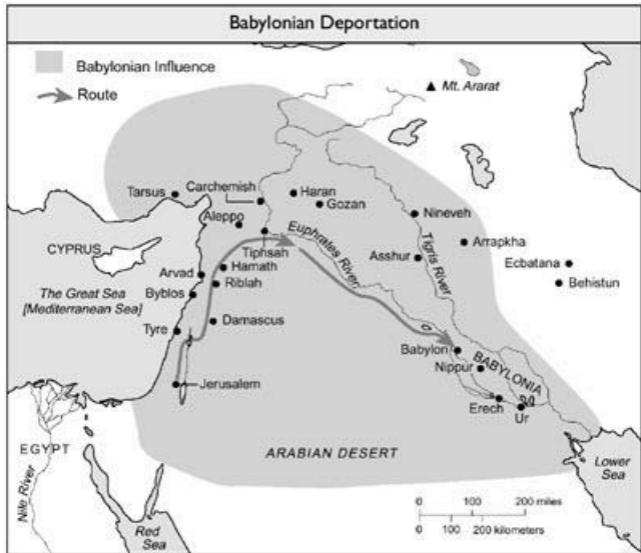 Babylonian Deportation
Babylonian Influence
Route
Mt. Ararat
Tarsus
Carchemish
Haran
Gozan
Nineveh
Aleppo
CYPRUS
Tiphsah
Euphrates River
Tigris River
Arrapkha
Asshur
Ecbatana
Behistun
Arvad
Hamath
Riblah
The Great Sea
[Mediterranean Sea]
Byblos
Tyre
Damascus
Babylon
Nippur
BABYLONIA
Jerusalem
Erech
Ur
EGYPT
ARABIAN DESERT
Lower
Sea
Nile River
Red
Sea
0 100 200 miles
0 100 200 kilometers